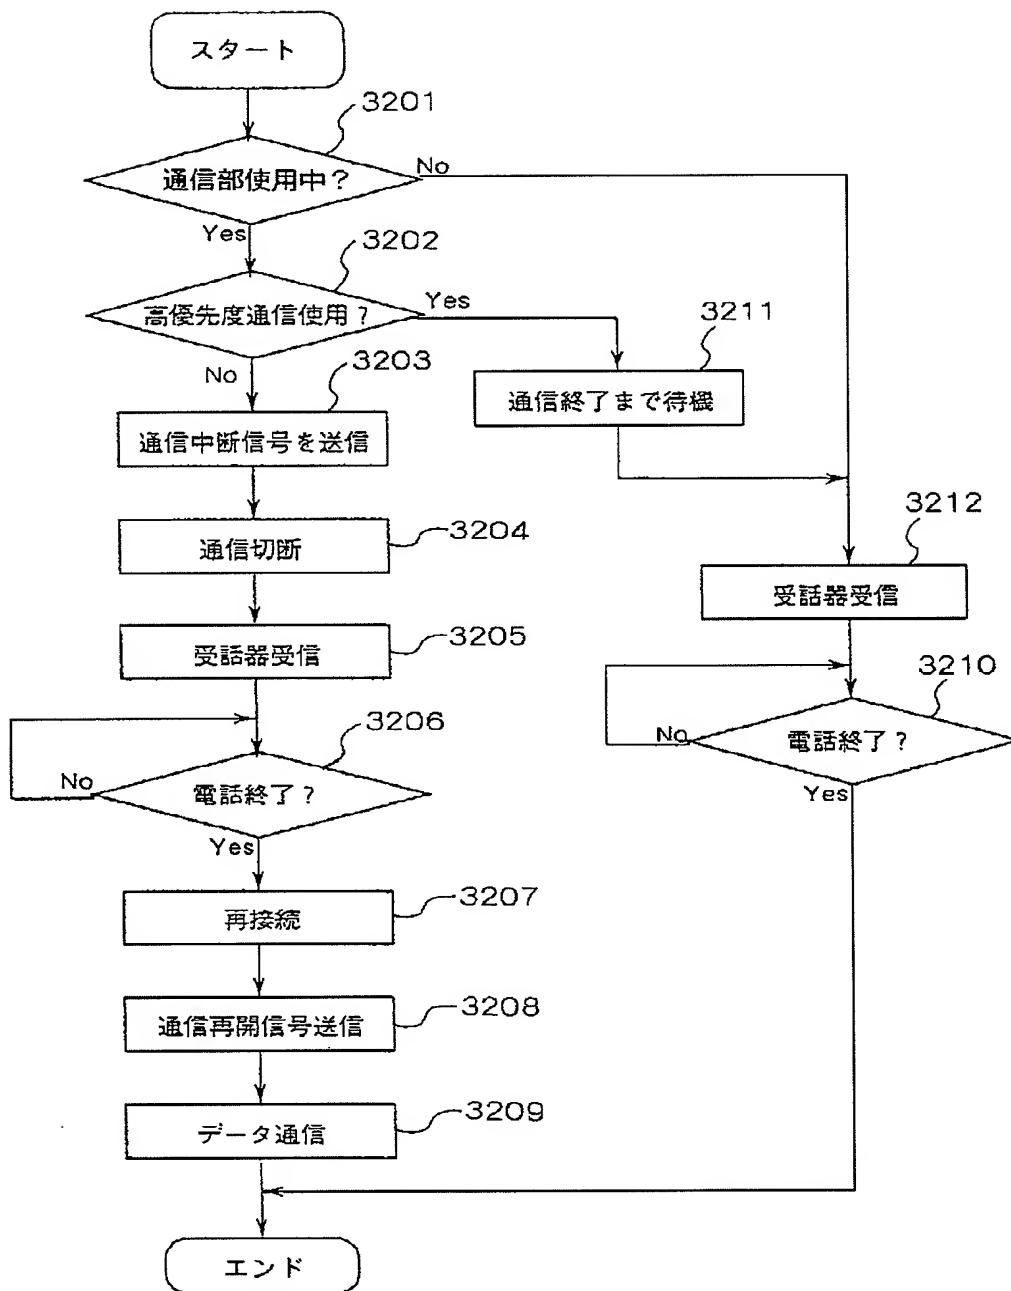 スタート
3201
通信部使用中？
No
Yes
3202
高優先度通信使用？
Yes
3211
No
3203
通信終了まで待機
通信中断信号を送信
3212
3204
通信切断
受話器受信
3205
受話器受信
3210
3206
No
電話終了？
No
電話終了？
Yes
Yes
3207
再接続
3208
通信再開信号送信
3209
データ通信
エンド